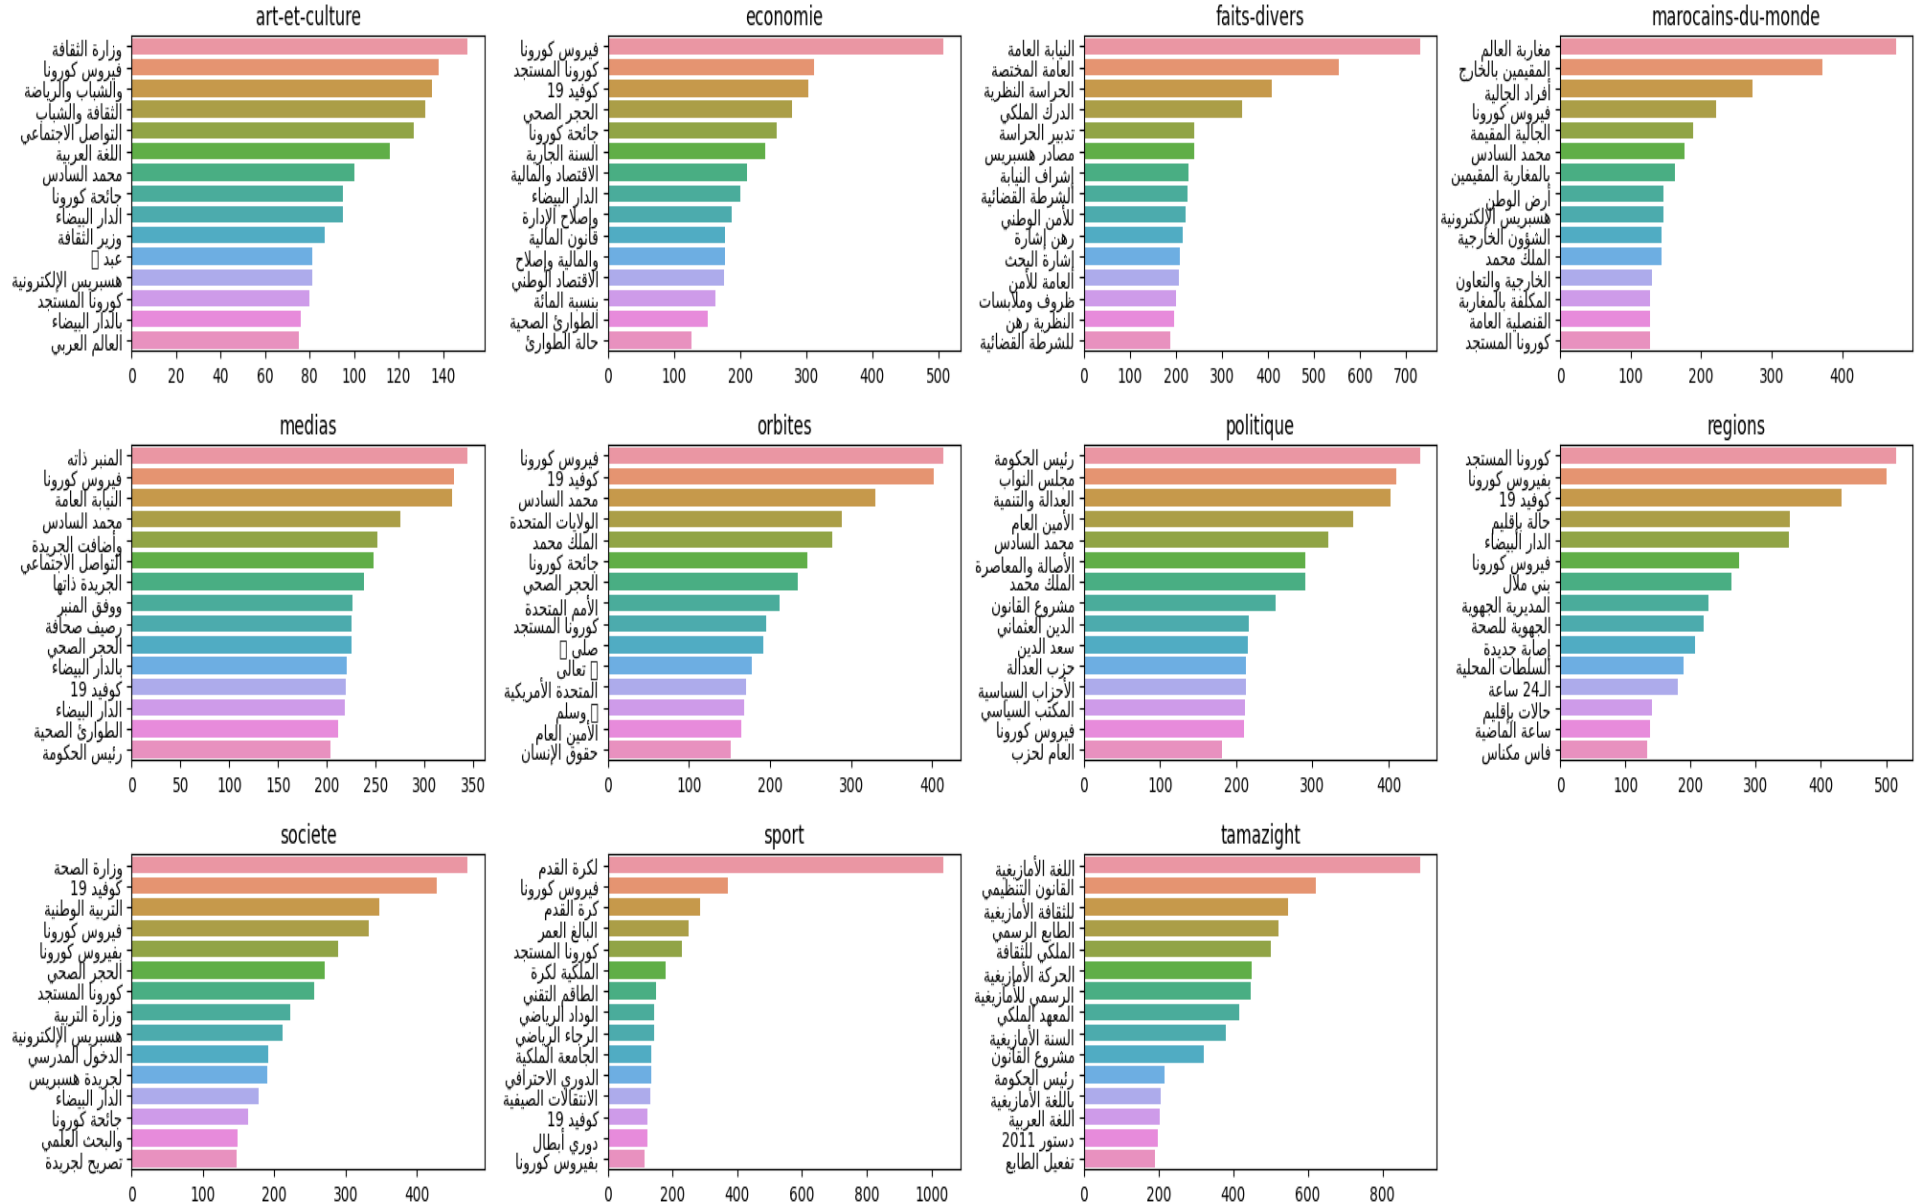 art-et-culture
وزارة الثقافة
فيروس كورونا
والشباب والرياضة
الثقافة والشباب
التواصل الاجتماعي
اللغة العربية
محمد السادس
جائحة كورونا
الدار البيضاء
وزير الثقافة
عبد
هسبريس الإلكترونية
كورونا المستجد
بالدار البيضاء
العالم العربي
0 20 40 60 80 100 120 140
economie
فيروس كورونا
كورونا المستجد
كوفيد 19
الحجر الصحي
جائحة كورونا
السنة الجارية
الاقتصاد والمالية
الدار البيضاء
وإصلاح الإدارة
قانون المالية
والمالية وإصلاح
الاقتصاد الوطني
بنسبة المائة
الطوارئ الصحية
حالة الطوارئ
0 100 200 300 400 500
faits-divers
النيابة العامة
العامة المختصة
الحراسة النظرية
الدرك الملكي
تدبير الحراسة
مصادر هسبريس
إشراف النيابة
الشرطة القضائية
للأمن الوطني
رهن إشارة
إشارة البحث
العامة للأمن
ظروف وملابسات
النظرية رهن
للشرطة القضائية
0 100 200 300 400 500 600 700
marocains-du-monde
مغاربة العالم
المقيمين بالخارج
أفراد الجالية
فيروس كورونا
الجالية المقيمة
محمد السادس
بالمغاربة المقيمين
أرض الوطن
هسبريس الإلكترونية
الشؤون الخارجية
الملك محمد
الخارجية والتعاون
المكلفة بالمغاربة
القنصلية العامة
كورونا المستجد
0 100 200 300 400
medias
المنبر ذاته
فيروس كورونا
النيابة العامة
محمد السادس
وأضافت الجريدة
التواصل الاجتماعي
الجريدة ذاتها
ووفق المنبر
رصيف صحافة
الحجر الصحي
بالدار البيضاء
كوفيد 19
الدار البيضاء
الطوارئ الصحية
رئيس الحكومة
0 50 100 150 200 250 300 350
orbites
فيروس كورونا
كوفيد 19
محمد السادس
الولايات المتحدة
الملك محمد
جائحة كورونا
الحجر الصحي
الأمم المتحدة
كورونا المستجد
صلى
تعالى
المتحدة الأمريكية
وسلم
الأمين العام
حقوق الإنسان
0 100 200 300 400
politique
رئيس الحكومة
مجلس النواب
العدالة والتنمية
الأمين العام
محمد السادس
الأصالة والمعاصرة
الملك محمد
مشروع القانون
الدين العثماني
سعد الدين
حزب العدالة
الأحزاب السياسية
المكتب السياسي
فيروس كورونا
العام لحزب
0 100 200 300 400
regions
كورونا المستجد
بفيروس كورونا
كوفيد 19
حالة بإقليم
الدار البيضاء
فيروس كورونا
بني ملال
المديرية الجهوية
الجهوية للصحة
إصابة جديدة
السلطات المحلية
الـ24 ساعة
حالات بإقليم
ساعة الماضية
فاس مكناس
0 100 200 300 400 500
societe
وزارة الصحة
كوفيد 19
التربية الوطنية
فيروس كورونا
بفيروس كورونا
الحجر الصحي
كورونا المستجد
وزارة التربية
هسبريس الإلكترونية
الدخول المدرسي
لجريدة هسبريس
الدار البيضاء
جائحة كورونا
والبحث العلمي
تصريح لجريدة
0 100 200 300 400
sport
لكرة القدم
فيروس كورونا
كرة القدم
البالغ العمر
كورونا المستجد
الملكية لكرة
الطاقم التقني
الوداد الرياضي
الرجاء الرياضي
الجامعة الملكية
الدوري الاحترافي
الانتقالات الصيفية
كوفيد 19
دوري أبطال
بفيروس كورونا
0 200 400 600 800 1000
tamazight
اللغة الأمازيغية
القانون التنظيمي
للثقافة الأمازيغية
الطابع الرسمي
الملكي للثقافة
الحركة الأمازيغية
الرسمي للأمازيغية
المعهد الملكي
السنة الأمازيغية
مشروع القانون
رئيس الحكومة
باللغة الأمازيغية
اللغة العربية
دستور 2011
تفعيل الطابع
0 200 400 600 800